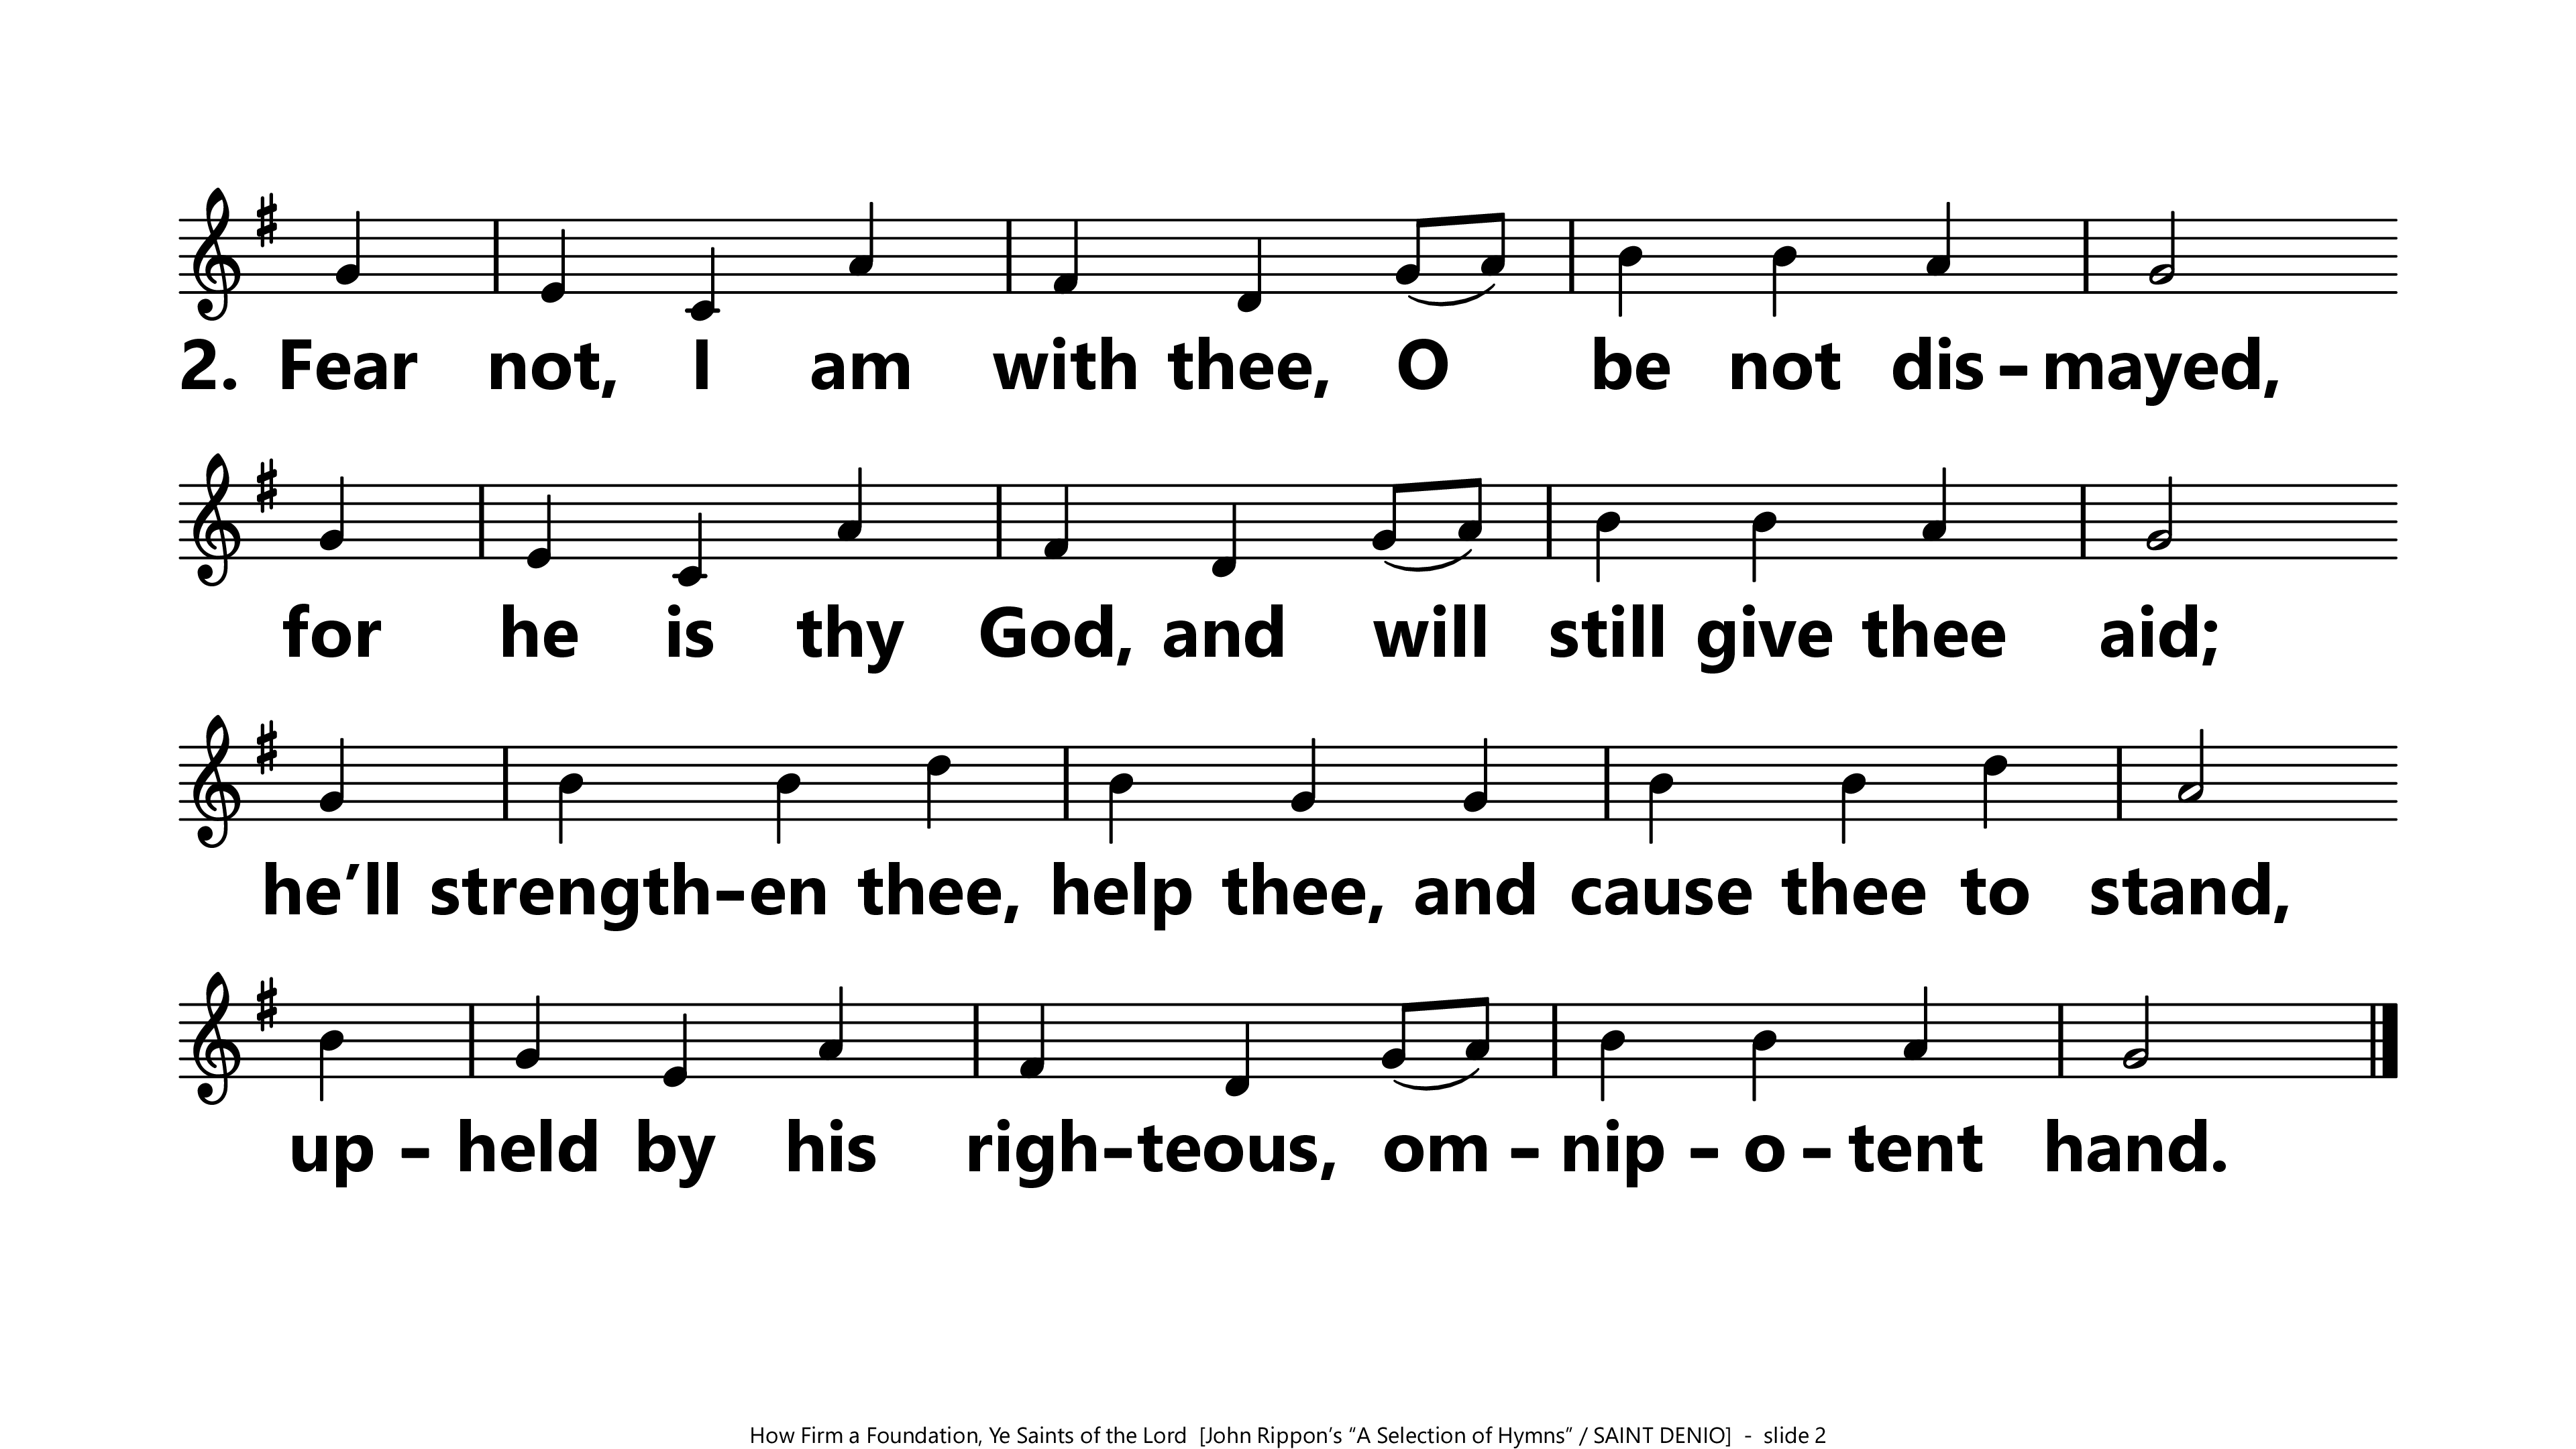 2. Fear not, I am with thee, O be not dis-mayed,
for he is thy God, and will still give thee aid;
he’ll strength-en thee, help thee, and cause thee to stand,
up - held by his righ-teous, om - nip - o - tent hand.
How Firm a Foundation, Ye Saints of the Lord [John Rippon’s “A Selection of Hymns” / SAINT DENIO] - slide 2